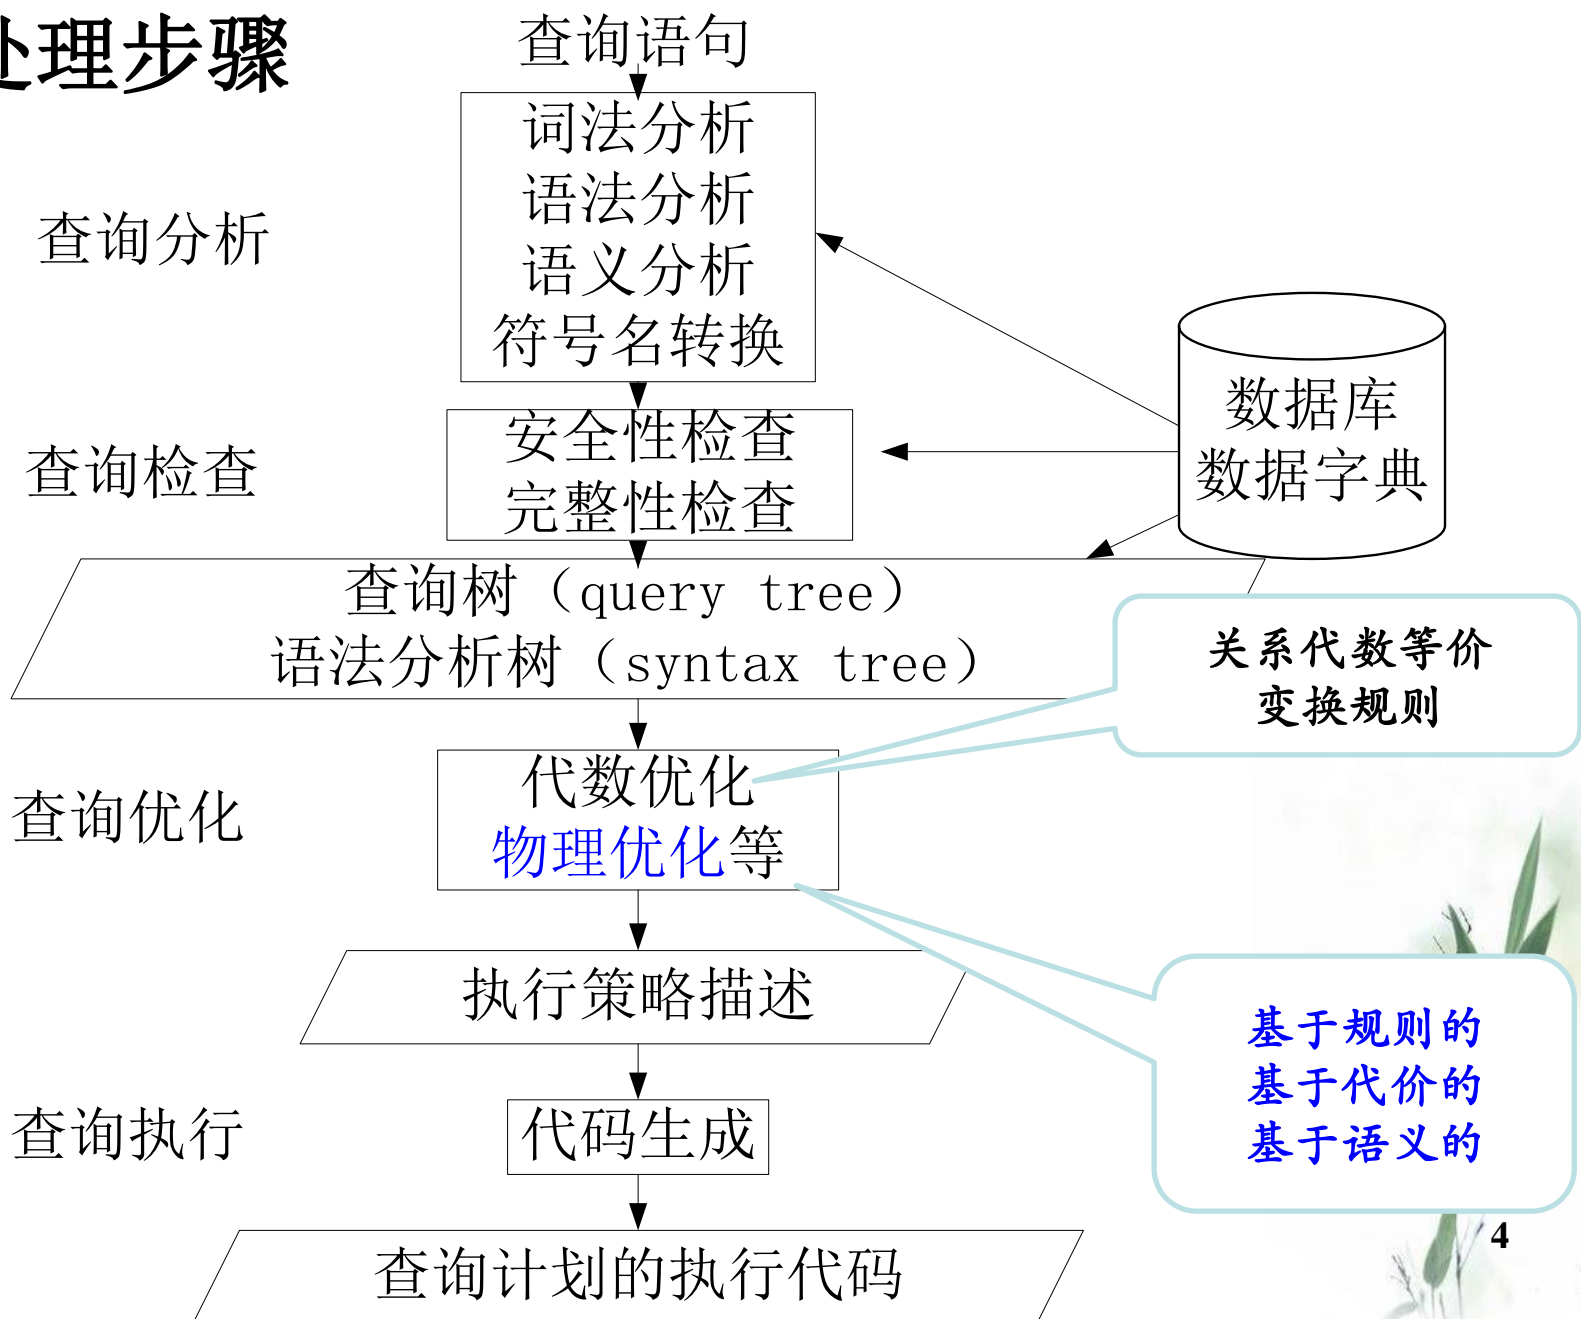 处理步骤
查询语句
词法分析
语法分析
语义分析
符号名转换
查询分析
数据库
数据字典
安全性检查
完整性检查
查询检查
查询树（query tree）
语法分析树（syntax tree）
关系代数等价
变换规则
代数优化
物理优化等
查询优化
执行策略描述
基于规则的
基于代价的
基于语义的
代码生成
查询执行
查询计划的执行代码
4